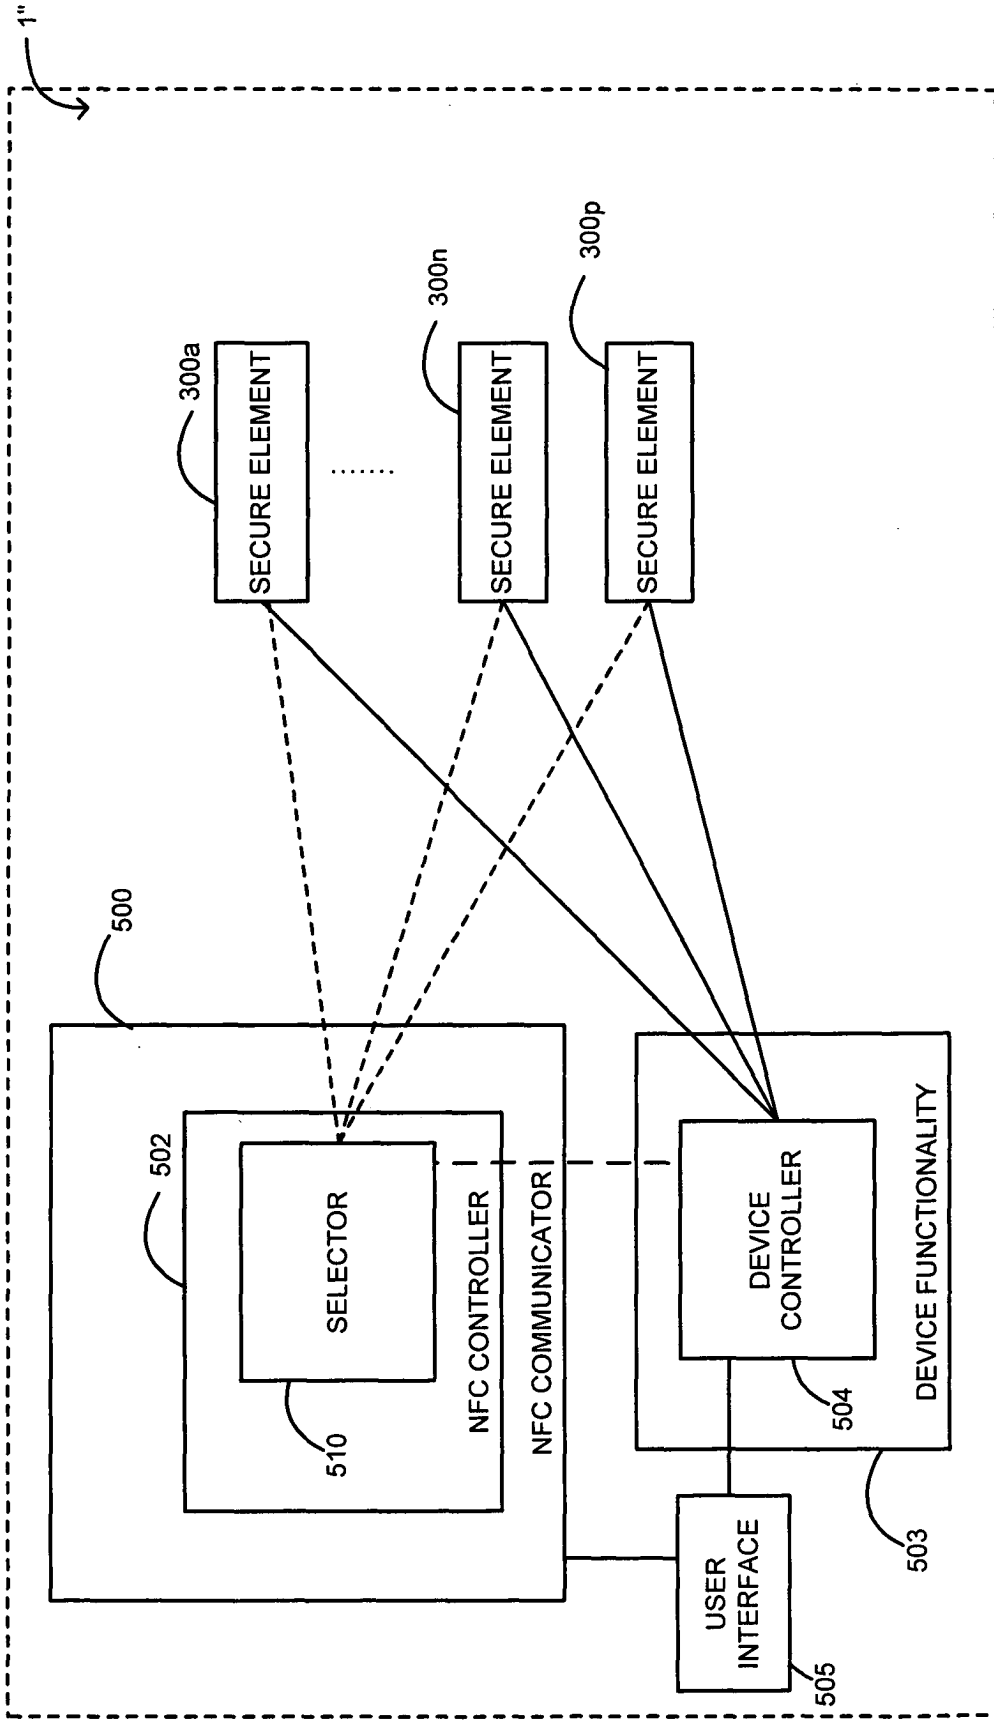 1"
500
502
SELECTOR
510
NFC CONTROLLER
NFC COMMUNICATOR
300a
SECURE ELEMENT
........
300n
SECURE ELEMENT
300p
SECURE ELEMENT
DEVICE
CONTROLLER
504
DEVICE FUNCTIONALITY
503
USER
INTERFACE
505